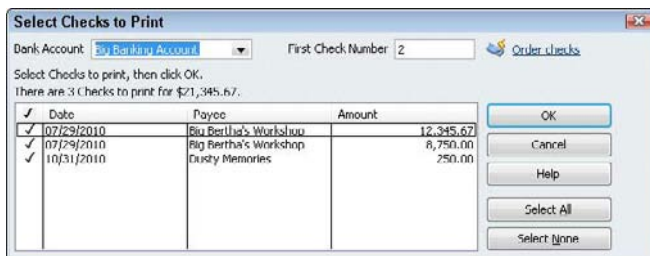 Select Checks to Print
Bank Account Big Banking Account First Check Number 2 Order checks
Select Checks to print, then click OK.
There are 3 Checks to print for $21,345.67.
✓ Date Payee Amount
✓ 07/29/2010 Big Bertha's Workshop 12,345.67
✓ 07/29/2010 Big Bertha's Workshop 8,750.00
✓ 10/31/2010 Dusty Memories 250.00
OK
Cancel
Help
Select All
Select None